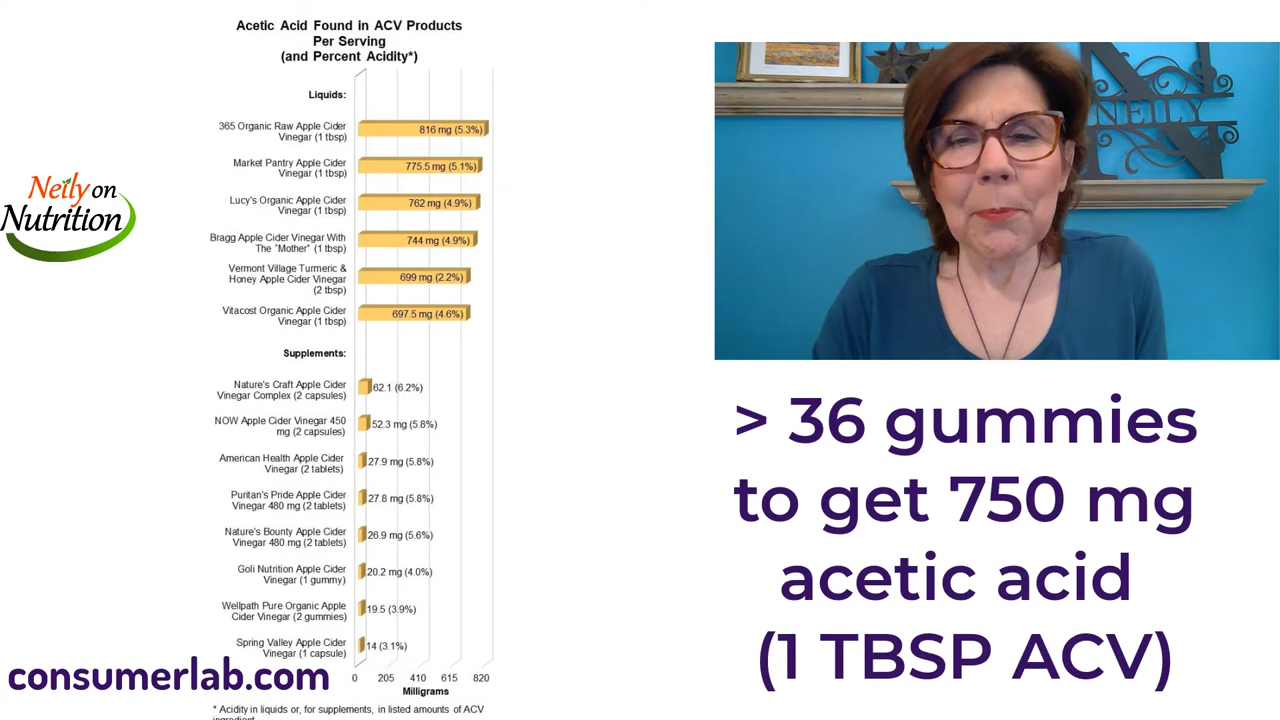 Acetic Acid Found in ACV Products
Per Serving
(and Percent Acidity*)
Liquids:
365 Organic Raw Apple Cider
Vinegar (1 tbsp)
816 mg (5.3%)
Market Pantry Apple Cider
Vinegar (1 tbsp)
775.5 mg (5.1%)
Lucy's Organic Apple Cider
Vinegar (1 tbsp)
762 mg (4.9%)
Bragg Apple Cider Vinegar With
The "Mother" (1 tbsp)
744 mg (4.9%)
Vermont Village Turmeric &
Honey Apple Cider Vinegar
(2 tbsp)
699 mg (2.2%)
Vitacost Organic Apple Cider
Vinegar (1 tbsp)
697.5 mg (4.6%)
Supplements:
Nature's Craft Apple Cider
Vinegar Complex (2 capsules)
62.1 (6.2%)
NOW Apple Cider Vinegar 450
mg (2 capsules)
52.3 mg (5.8%)
American Health Apple Cider
Vinegar (2 tablets)
27.9 mg (5.8%)
Puritan's Pride Apple Cider
Vinegar 480 mg (2 tablets)
27.8 mg (5.8%)
Nature's Bounty Apple Cider
Vinegar 480 mg (2 tablets)
26.9 mg (5.6%)
Goli Nutrition Apple Cider
Vinegar (1 gummy)
20.2 mg (4.0%)
Wellpath Pure Organic Apple
Cider Vinegar (2 gummies)
19.5 (3.9%)
Spring Valley Apple Cider
Vinegar (1 capsule)
14 (3.1%)
0 205 410 615 820
Milligrams
* Acidity in liquids or, for supplements, in listed amounts of ACV
ingredient
Neily on
Nutrition
consumerlab.com
NEILY
> 36 gummies
to get 750 mg
acetic acid
(1 TBSP ACV)